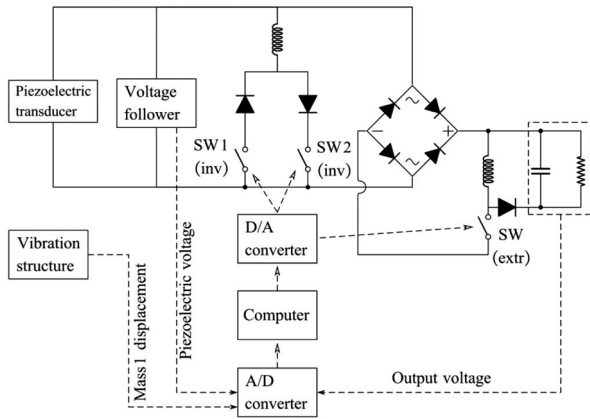 Piezoelectric
transducer
Voltage
follower
SW1
(inv)
SW2
(inv)
~
−
+
~
SW
(extr)
Vibration
structure
D/A
converter
Computer
A/D
converter
Mass1 displacement
Piezoelectric voltage
Output voltage